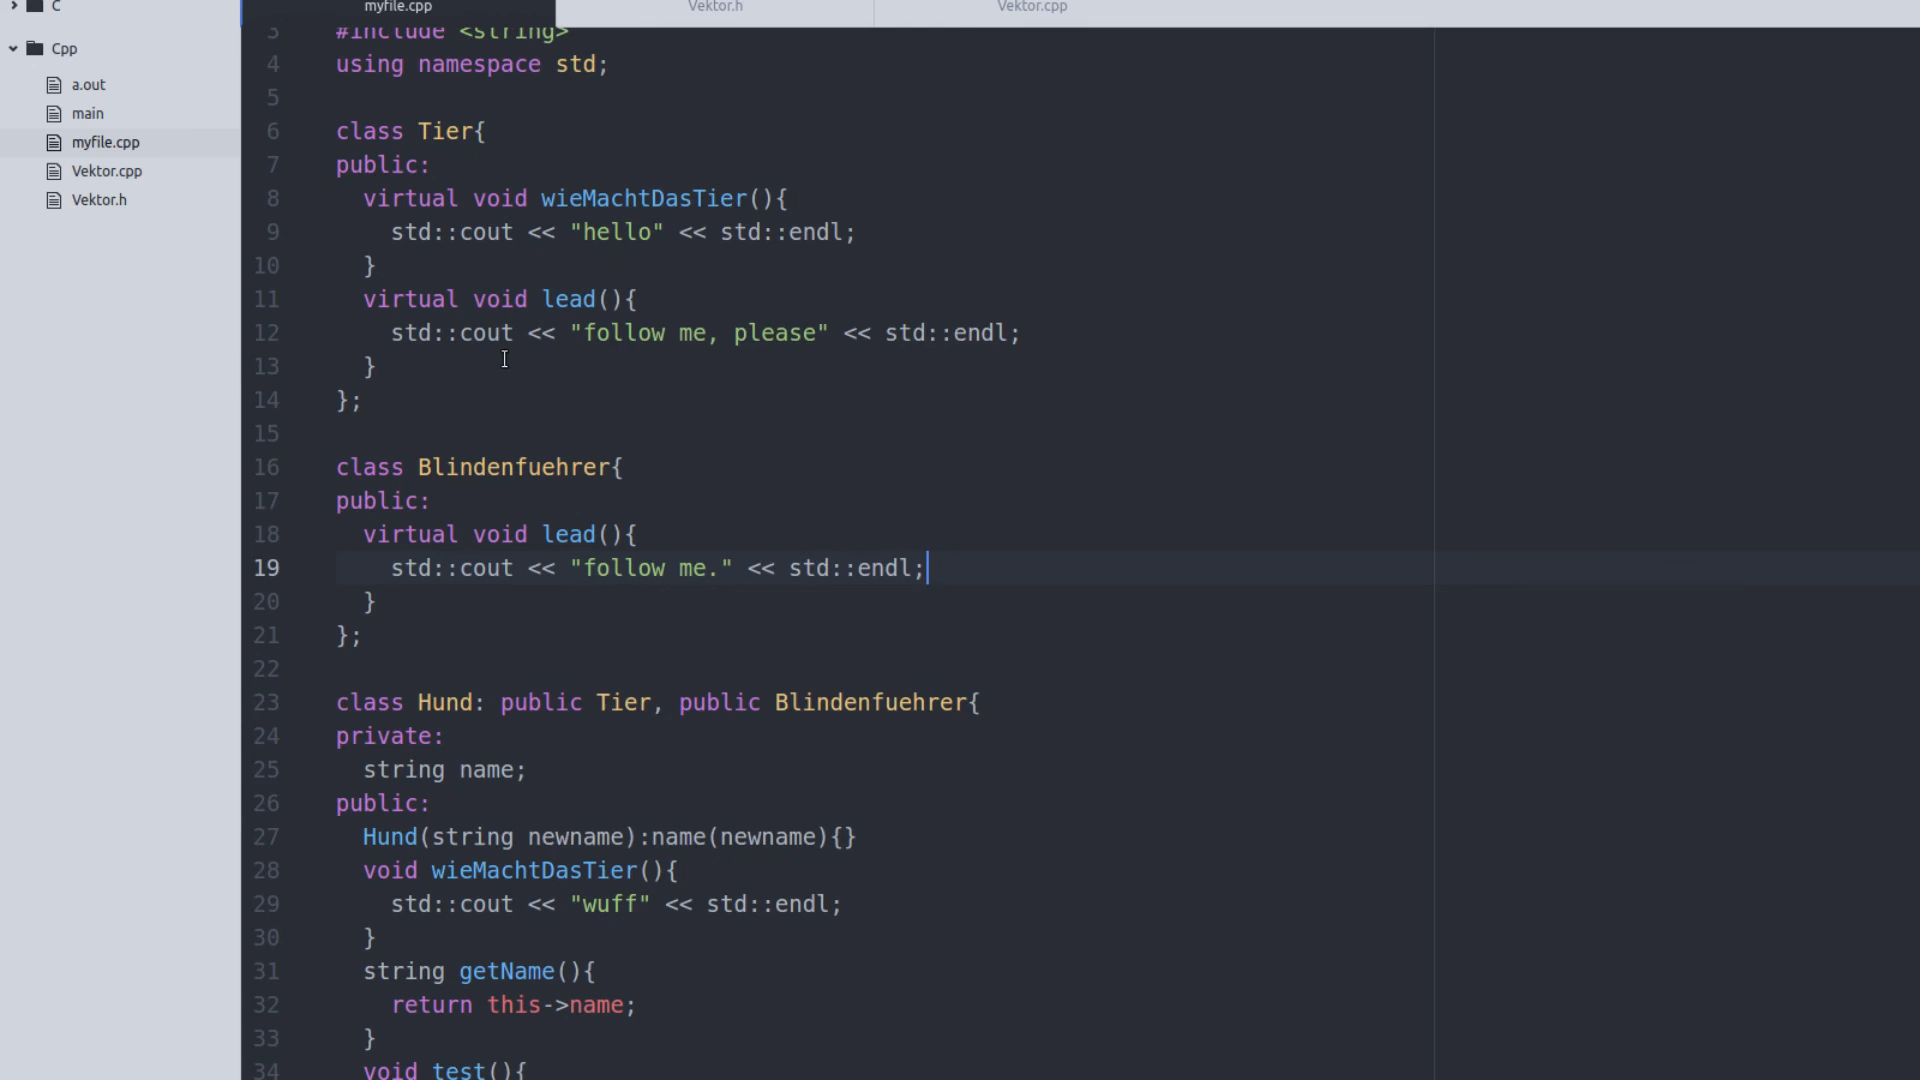 C
myfile.cpp
Vektor.h
Vektor.cpp
Cpp
a.out
main
myfile.cpp
Vektor.cpp
Vektor.h
3 #include <string>
4 using namespace std;
5
6 class Tier{
7 public:
8 virtual void wieMachtDasTier(){
9 std::cout << "hello" << std::endl;
10 }
11 virtual void lead(){
12 std::cout << "follow me, please" << std::endl;
13 }
14 };
15
16 class Blindenfuehrer{
17 public:
18 virtual void lead(){
19 std::cout << "follow me." << std::endl;
20 }
21 };
22
23 class Hund: public Tier, public Blindenfuehrer{
24 private:
25 string name;
26 public:
27 Hund(string newname):name(newname){}
28 void wieMachtDasTier(){
29 std::cout << "wuff" << std::endl;
30 }
31 string getName(){
32 return this->name;
33 }
34 void test(){